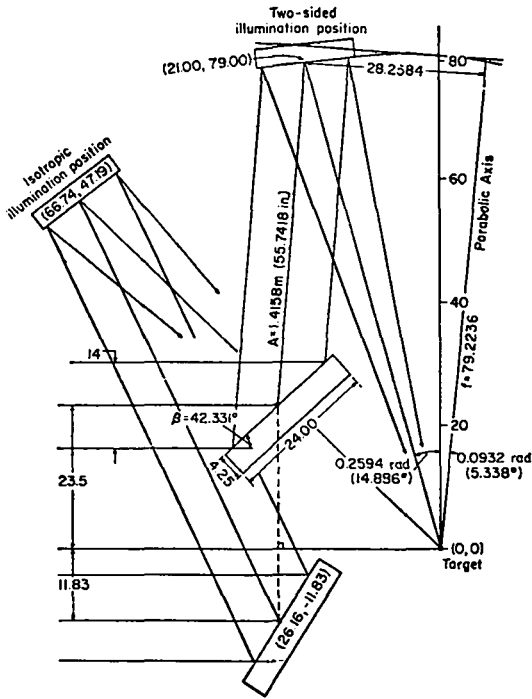 Two-sided
illumination position
(21.00, 79.00)
80
28.2584
Isotropic
illumination position
(66.74, 47.19)
60
Parabolic Axis
A=1.4158m (55.7418 in.)
40
f=79.2236
14
β=42.331°
24.00
20
4.25
0.2594 rad
(14.896°)
0.0932 rad
(5.338°)
23.5
(0,0)
Target
11.83
(26.16, -11.83)